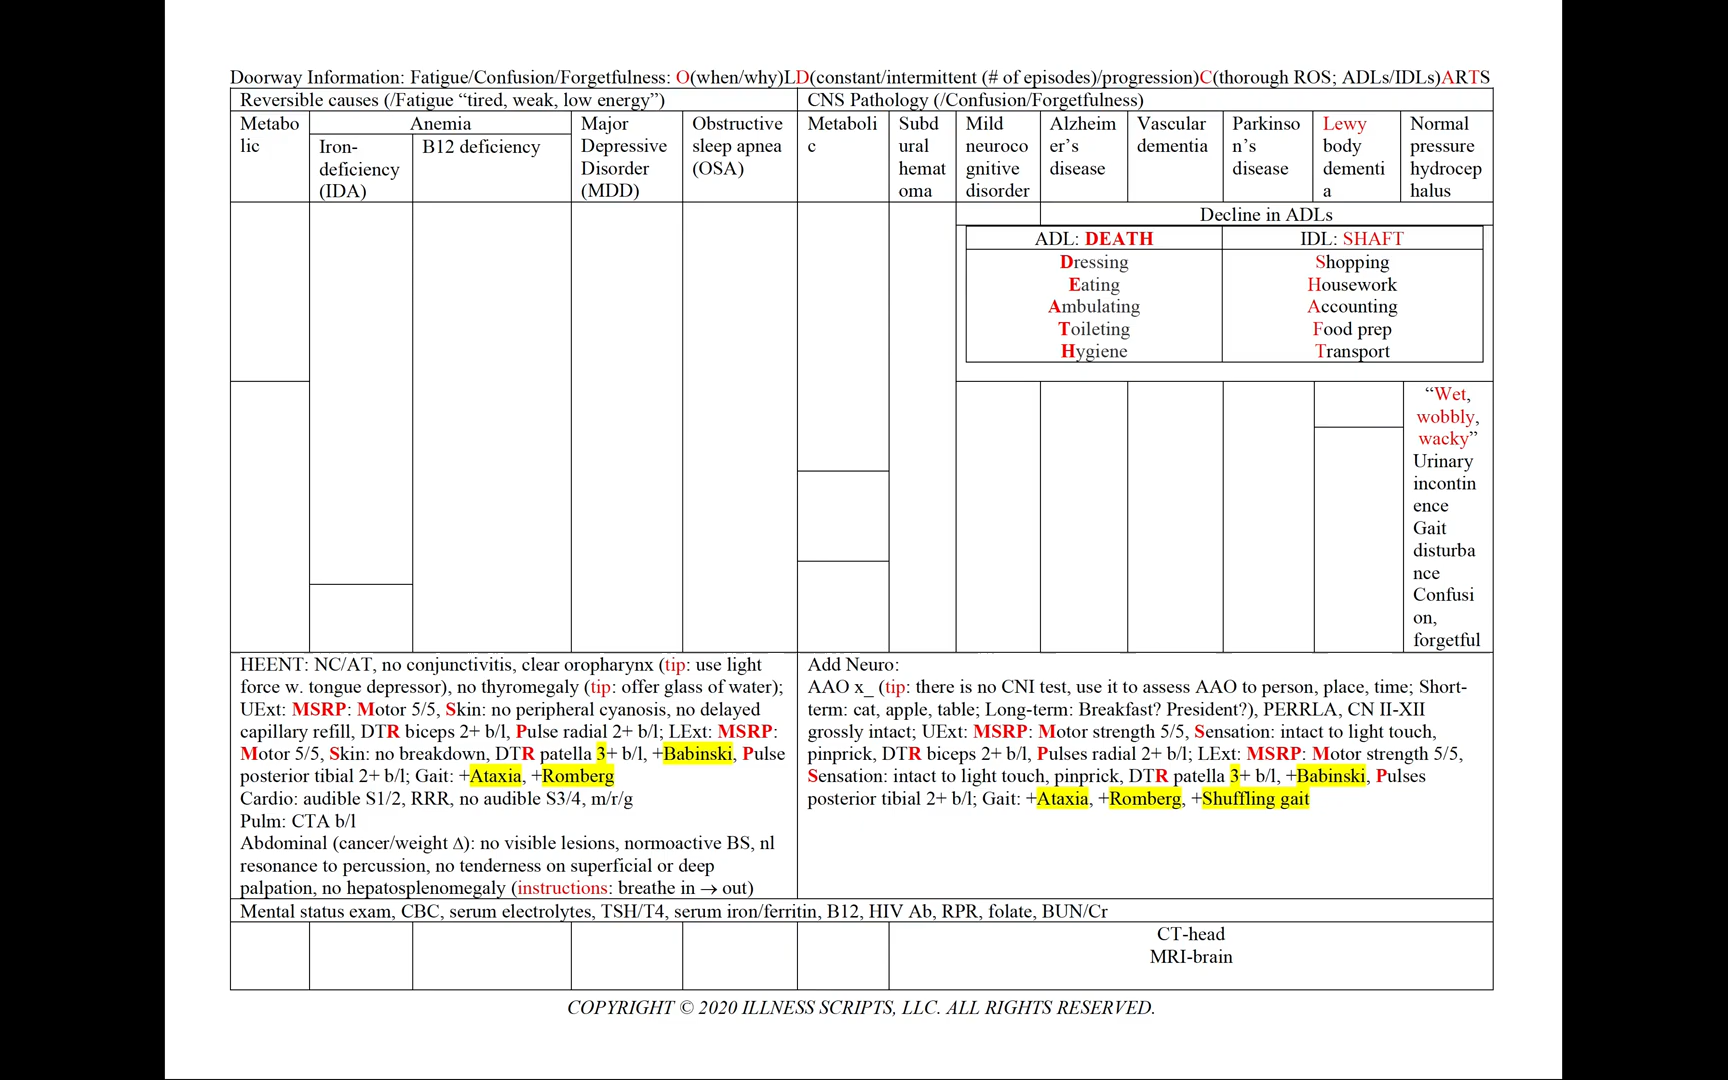 Doorway Information: Fatigue/Confusion/Forgetfulness: O(when/why)LD(constant/intermittent (# of episodes)/progression)C(thorough ROS; ADLs/IDLs)ARTS
Reversible causes (/Fatigue “tired, weak, low energy”)
CNS Pathology (/Confusion/Forgetfulness)
Metabo
lic
Anemia
Iron-
deficiency
(IDA)
B12 deficiency
Major
Depressive
Disorder
(MDD)
Obstructive
sleep apnea
(OSA)
Metaboli
c
Subd
ural
hemat
oma
Mild
neuroco
gnitive
disorder
Alzheim
er’s
disease
Vascular
dementia
Parkinso
n’s
disease
Lewy
body
dementi
a
Normal
pressure
hydrocep
halus
Decline in ADLs
ADL: DEATH
Dressing
Eating
Ambulating
Toileting
Hygiene
IDL: SHAFT
Shopping
Housework
Accounting
Food prep
Transport
“Wet,
wobbly,
wacky”
Urinary
incontin
ence
Gait
disturba
nce
Confusi
on,
forgetful
HEENT: NC/AT, no conjunctivitis, clear oropharynx (tip: use light
force w. tongue depressor), no thyromegaly (tip: offer glass of water);
UExt: MSRP: Motor 5/5, Skin: no peripheral cyanosis, no delayed
capillary refill, DTR biceps 2+ b/l, Pulse radial 2+ b/l; LExt: MSRP:
Motor 5/5, Skin: no breakdown, DTR patella 3+ b/l, +Babinski, Pulse
posterior tibial 2+ b/l; Gait: +Ataxia, +Romberg
Cardio: audible S1/2, RRR, no audible S3/4, m/r/g
Pulm: CTA b/l
Abdominal (cancer/weight Δ): no visible lesions, normoactive BS, nl
resonance to percussion, no tenderness on superficial or deep
palpation, no hepatosplenomegaly (instructions: breathe in → out)
Add Neuro:
AAO x_ (tip: there is no CNI test, use it to assess AAO to person, place, time; Short-
term: cat, apple, table; Long-term: Breakfast? President?), PERRLA, CN II-XII
grossly intact; UExt: MSRP: Motor strength 5/5, Sensation: intact to light touch,
pinprick, DTR biceps 2+ b/l, Pulses radial 2+ b/l; LExt: MSRP: Motor strength 5/5,
Sensation: intact to light touch, pinprick, DTR patella 3+ b/l, +Babinski, Pulses
posterior tibial 2+ b/l; Gait: +Ataxia, +Romberg, +Shuffling gait
Mental status exam, CBC, serum electrolytes, TSH/T4, serum iron/ferritin, B12, HIV Ab, RPR, folate, BUN/Cr
CT-head
MRI-brain
COPYRIGHT © 2020 ILLNESS SCRIPTS, LLC. ALL RIGHTS RESERVED.